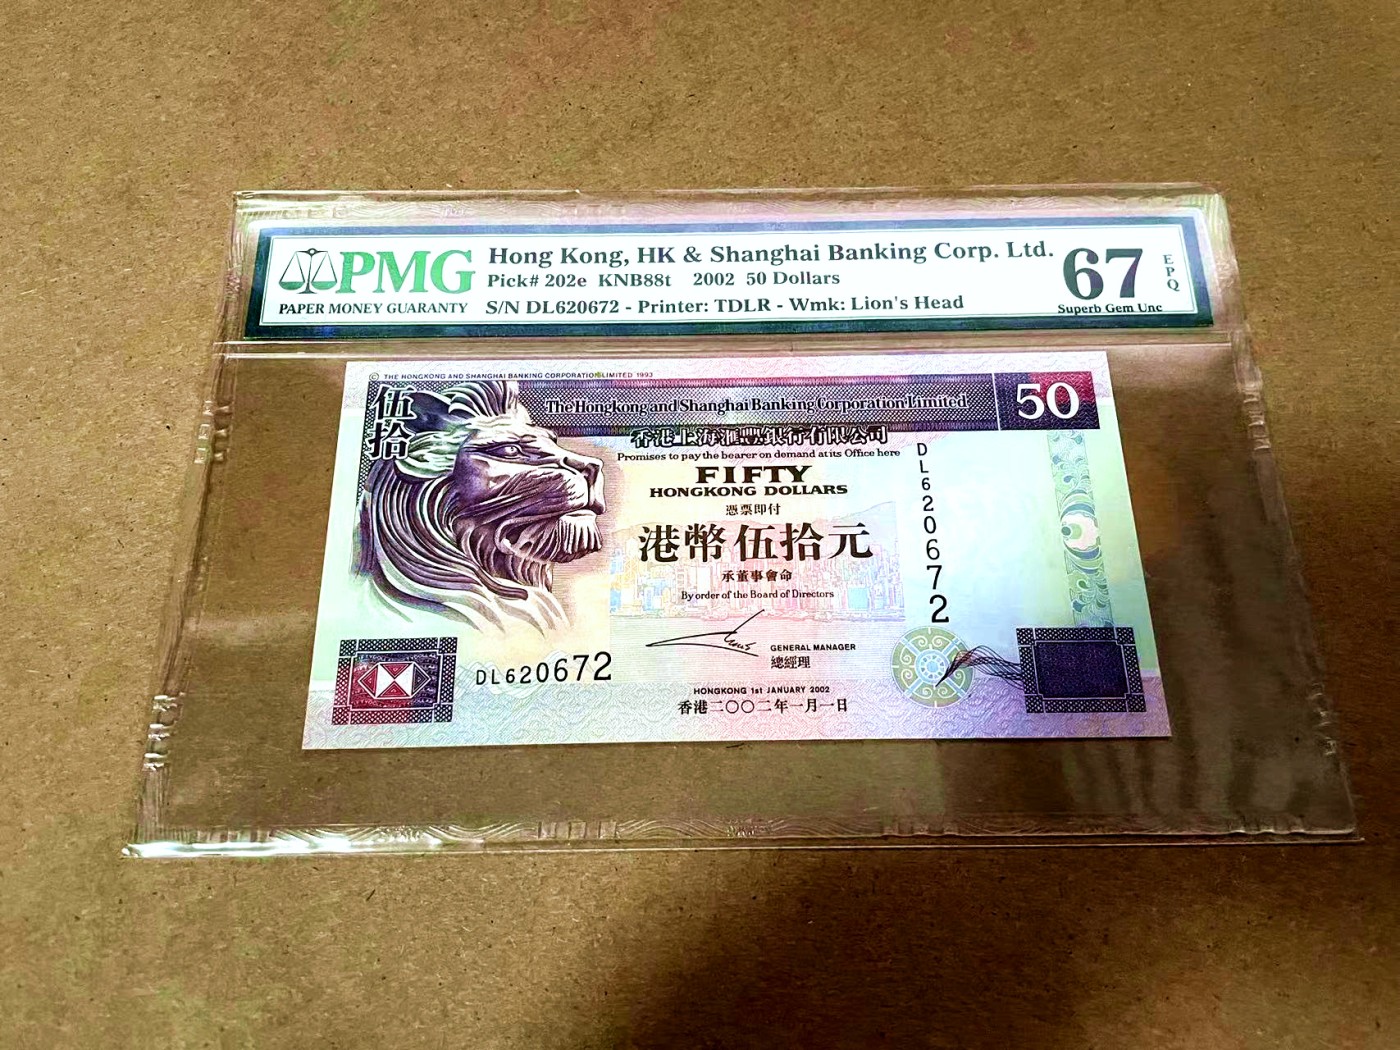 PMG
PAPER MONEY GUARANTY
Hong Kong, HK & Shanghai Banking Corp. Ltd.
Pick# 202e KNB88t 2002 50 Dollars
S/N DL620672 - Printer: TDLR - Wmk: Lion's Head
67
EPQ
Superb Gem Unc
© THE HONGKONG AND SHANGHAI BANKING CORPORATION LIMITED 1993
伍拾
The Hongkong and Shanghai Banking Corporation Limited
50
香港上海滙豐銀行有限公司
Promises to pay the bearer on demand at its Office here
FIFTY
HONGKONG DOLLARS
憑票即付
港幣伍拾元
承董事會命
By order of the Board of Directors
DL620672
GENERAL MANAGER
總經理
DL620672
HONGKONG 1st JANUARY 2002
香港二〇〇二年一月一日